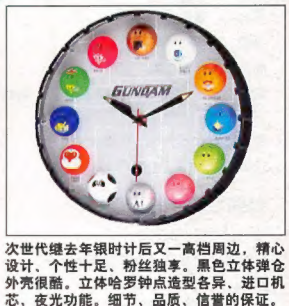 GUNDAM
次世代继去年银时计后又一高档周边，精心
设计、个性十足、粉丝独享。黑色立体弹仓
外壳很酷。立体哈罗钟点造型各异、进口机
芯、夜光功能。细节、品质、信誉的保证。